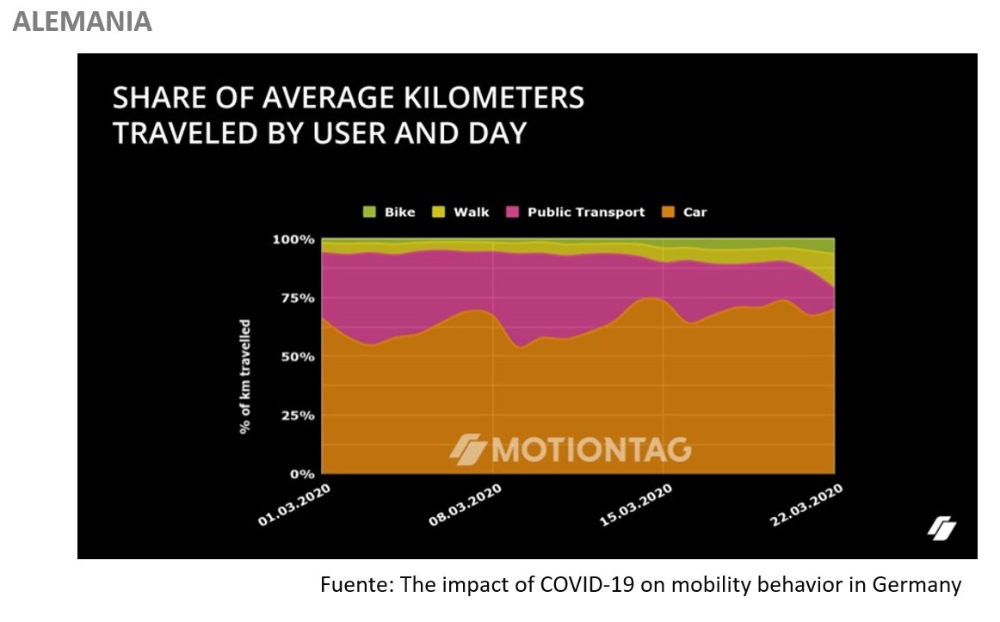 ALEMANIA
SHARE OF AVERAGE KILOMETERS
TRAVELED BY USER AND DAY
Bike Walk Public Transport Car
100%
75%
50%
25%
0%
% of km travelled
MOTIONTAG
01.03.2020 08.03.2020 15.03.2020 22.03.2020
Fuente: The impact of COVID-19 on mobility behavior in Germany